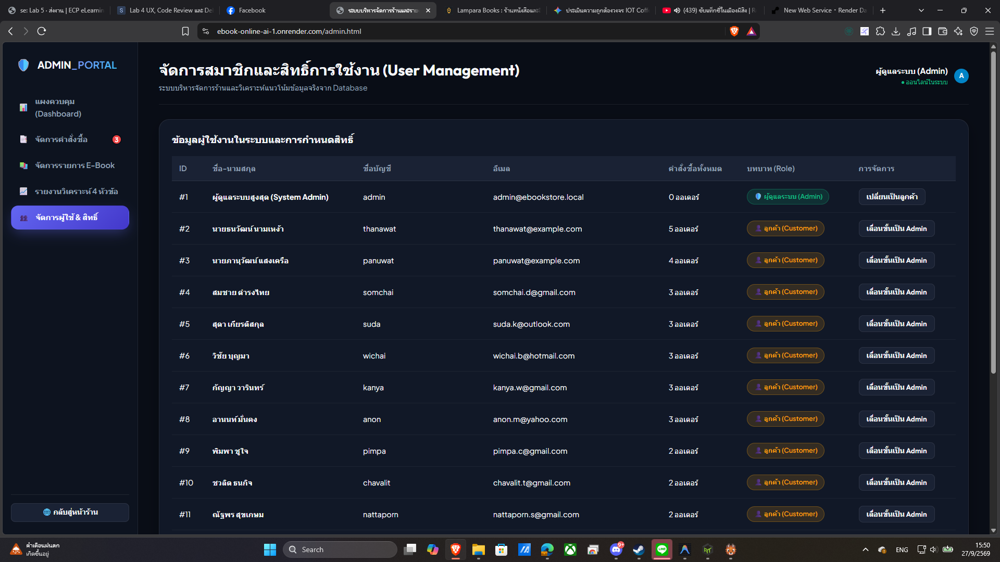 se: Lab 5 - ส่งงาน | ECP eLearnin
Lab 4 UX, Code Review และ De
Facebook
ระบบบริหารจัดการร้านและราย
Lampara Books : ร้านหนังสือและอี
ประเมินความถูกต้องวงจร IOT Coff
(439) ขับแท็กซี่ในเมืองผีสิง | R
New Web Service・Render Da
ebook-online-ai-1.onrender.com/admin.html
ADMIN_PORTAL
แผงควบคุม
(Dashboard)
จัดการคำสั่งซื้อ 3
จัดการรายการ E-Book
รายงานวิเคราะห์ 4 หัวข้อ
จัดการผู้ใช้ & สิทธิ์
กลับสู่หน้าร้าน
จัดการสมาชิกและสิทธิ์การใช้งาน (User Management)
ระบบบริหารจัดการร้านและวิเคราะห์แนวโน้มข้อมูลจริงจาก Database
ผู้ดูแลระบบ (Admin)
● ออนไลน์ในระบบ
A
ข้อมูลผู้ใช้งานในระบบและการกำหนดสิทธิ์
ID ชื่อ-นามสกุล ชื่อบัญชี อีเมล คำสั่งซื้อทั้งหมด บทบาท (Role) การจัดการ
#1 ผู้ดูแลระบบสูงสุด (System Admin) admin admin@ebookstore.local 0 ออเดอร์ ผู้ดูแลระบบ (Admin) เปลี่ยนเป็นลูกค้า
#2 นายธนวัฒน์ นามเหง้า thanawat thanawat@example.com 5 ออเดอร์ ลูกค้า (Customer) เลื่อนขั้นเป็น Admin
#3 นายภานุวัฒน์ แสงเครือ panuwat panuwat@example.com 4 ออเดอร์ ลูกค้า (Customer) เลื่อนขั้นเป็น Admin
#4 สมชาย ดำรงไทย somchai somchai.d@gmail.com 3 ออเดอร์ ลูกค้า (Customer) เลื่อนขั้นเป็น Admin
#5 สุดา เกียรติสกุล suda suda.k@outlook.com 3 ออเดอร์ ลูกค้า (Customer) เลื่อนขั้นเป็น Admin
#6 วิชัย บุญมา wichai wichai.b@hotmail.com 3 ออเดอร์ ลูกค้า (Customer) เลื่อนขั้นเป็น Admin
#7 กัญญา วารินทร์ kanya kanya.w@gmail.com 3 ออเดอร์ ลูกค้า (Customer) เลื่อนขั้นเป็น Admin
#8 อานนท์ มั่นคง anon anon.m@yahoo.com 3 ออเดอร์ ลูกค้า (Customer) เลื่อนขั้นเป็น Admin
#9 พิมพา ชูใจ pimpa pimpa.c@gmail.com 2 ออเดอร์ ลูกค้า (Customer) เลื่อนขั้นเป็น Admin
#10 ชวลิต ธนกิจ chavalit chavalit.t@gmail.com 2 ออเดอร์ ลูกค้า (Customer) เลื่อนขั้นเป็น Admin
#11 ณัฐพร สุขเกษม nattaporn nattaporn.s@gmail.com 2 ออเดอร์ ลูกค้า (Customer) เลื่อนขั้นเป็น Admin
คำเตือนฝนตก
เกิดขึ้นอยู่
Search
9+
LINE
ENG
15:50
27/9/2569